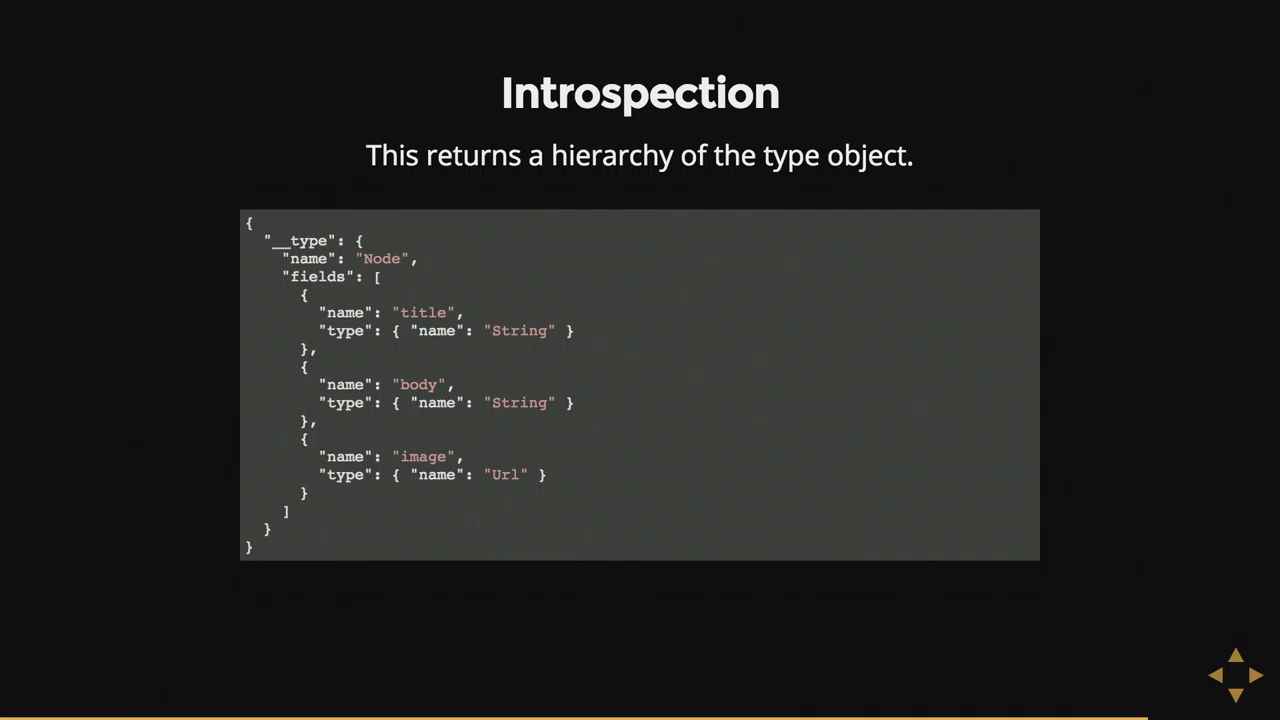 Introspection
This returns a hierarchy of the type object.
{
  "__type": {
    "name": "Node",
    "fields": [
      {
        "name": "title",
        "type": { "name": "String" }
      },
      {
        "name": "body",
        "type": { "name": "String" }
      },
      {
        "name": "image",
        "type": { "name": "Url" }
      }
    ]
  }
}